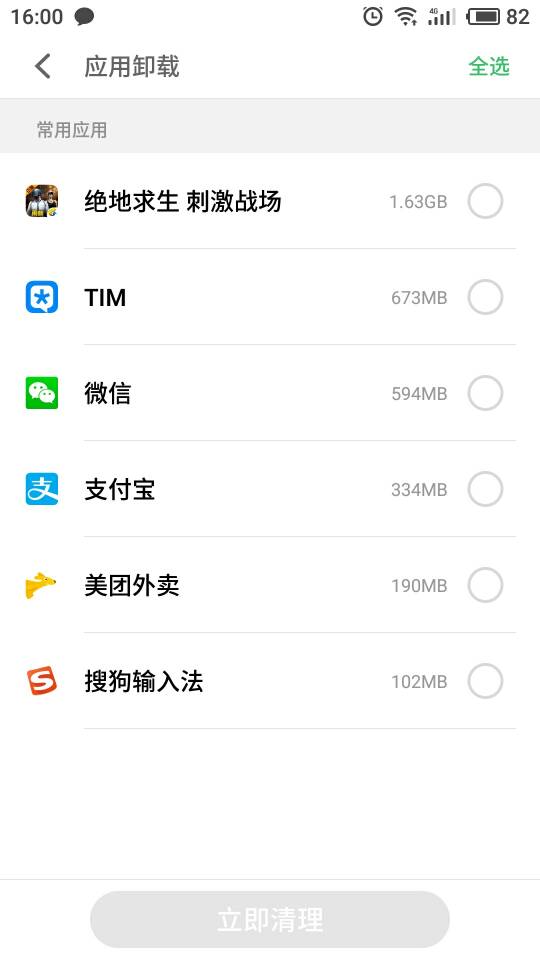 16:00
4G
82
应用卸载
全选
常用应用
绝地求生 刺激战场
1.63GB
TIM
673MB
微信
594MB
支付宝
334MB
美团外卖
190MB
搜狗输入法
102MB
立即清理